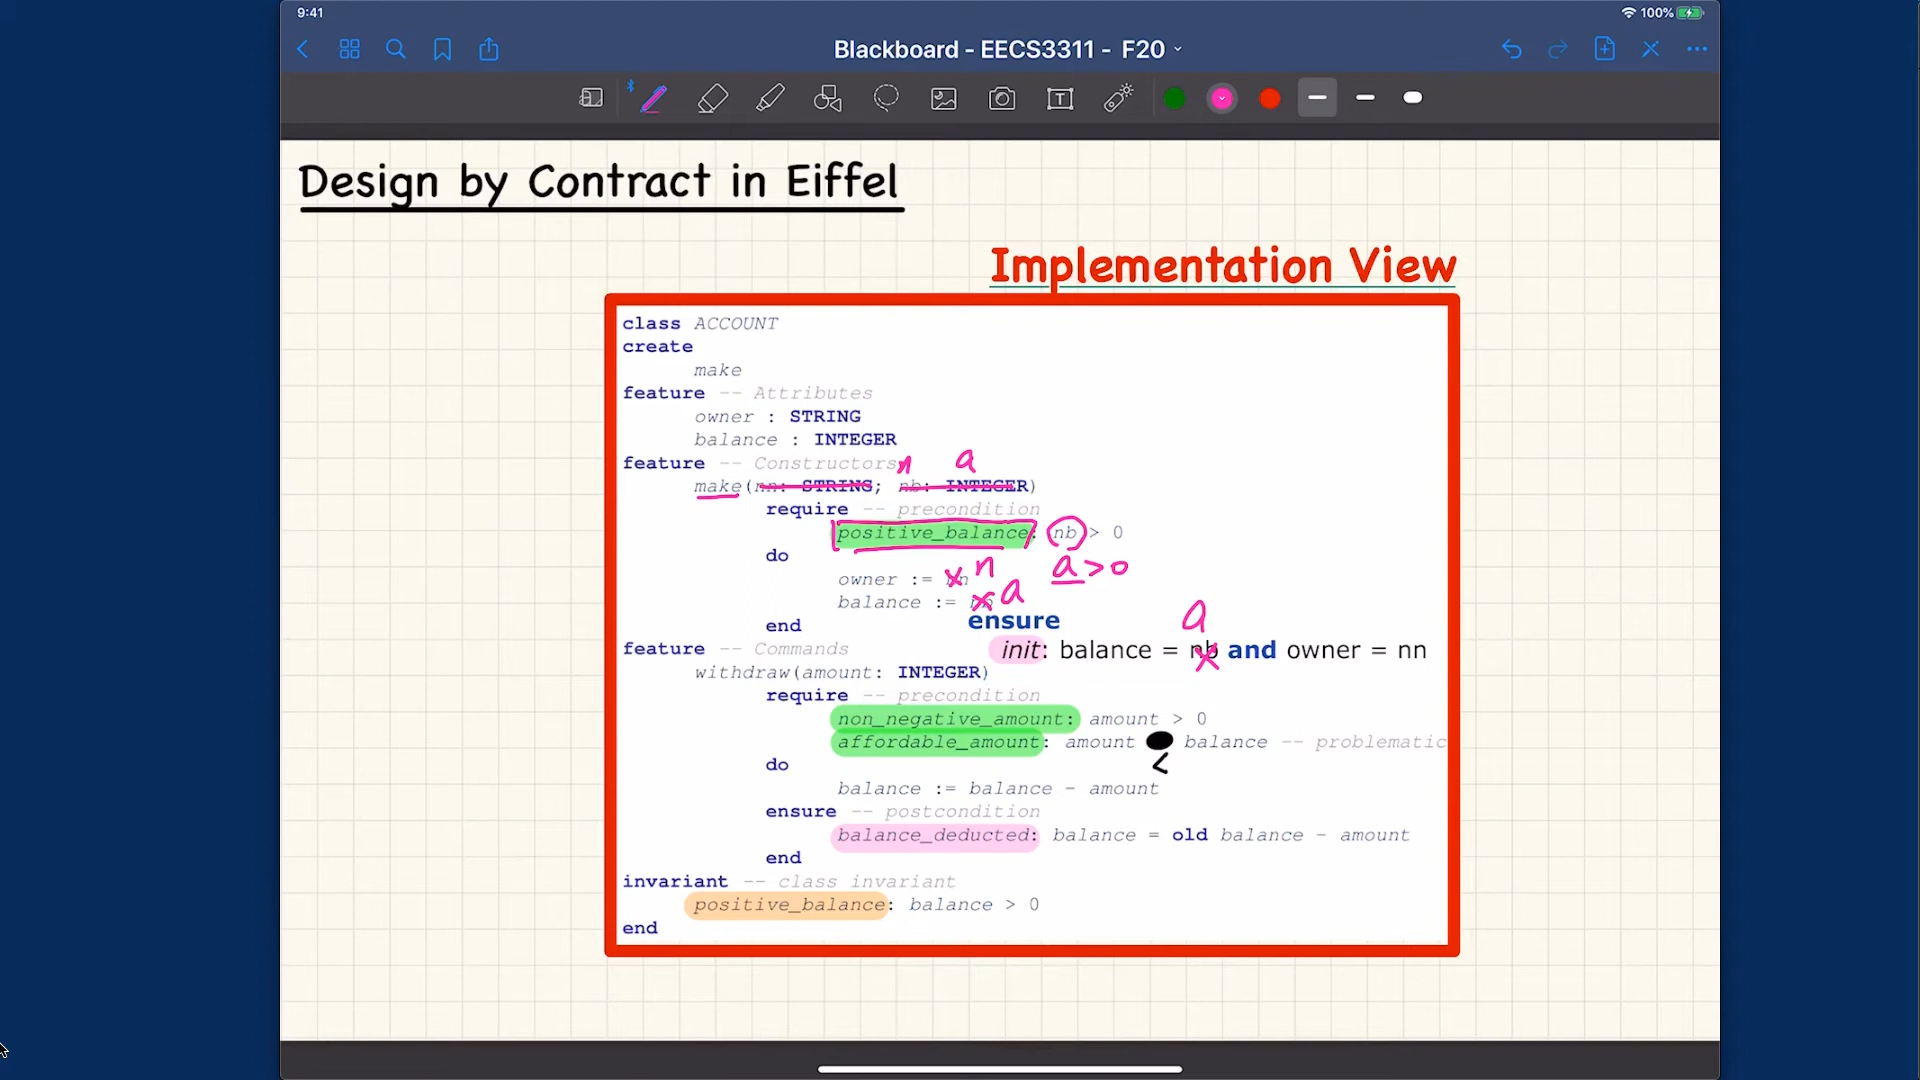 9:41
100%
Blackboard - EECS3311 - F20
Design by Contract in Eiffel
Implementation View
class ACCOUNT
create
make
feature -- Attributes
owner : STRING
balance : INTEGER
n a
feature -- Constructors
make(nn: STRING; nb: INTEGER)
require -- precondition
positive_balance: nb > 0
do
n a > 0
owner := nn
a
balance := nb
ensure
end
a
init: balance = nb and owner = nn
feature -- Commands
withdraw(amount: INTEGER)
require -- precondition
non_negative_amount: amount > 0
affordable_amount: amount balance -- problematic
<
do
balance := balance - amount
ensure -- postcondition
balance_deducted: balance = old balance - amount
end
invariant -- class invariant
positive_balance: balance > 0
end